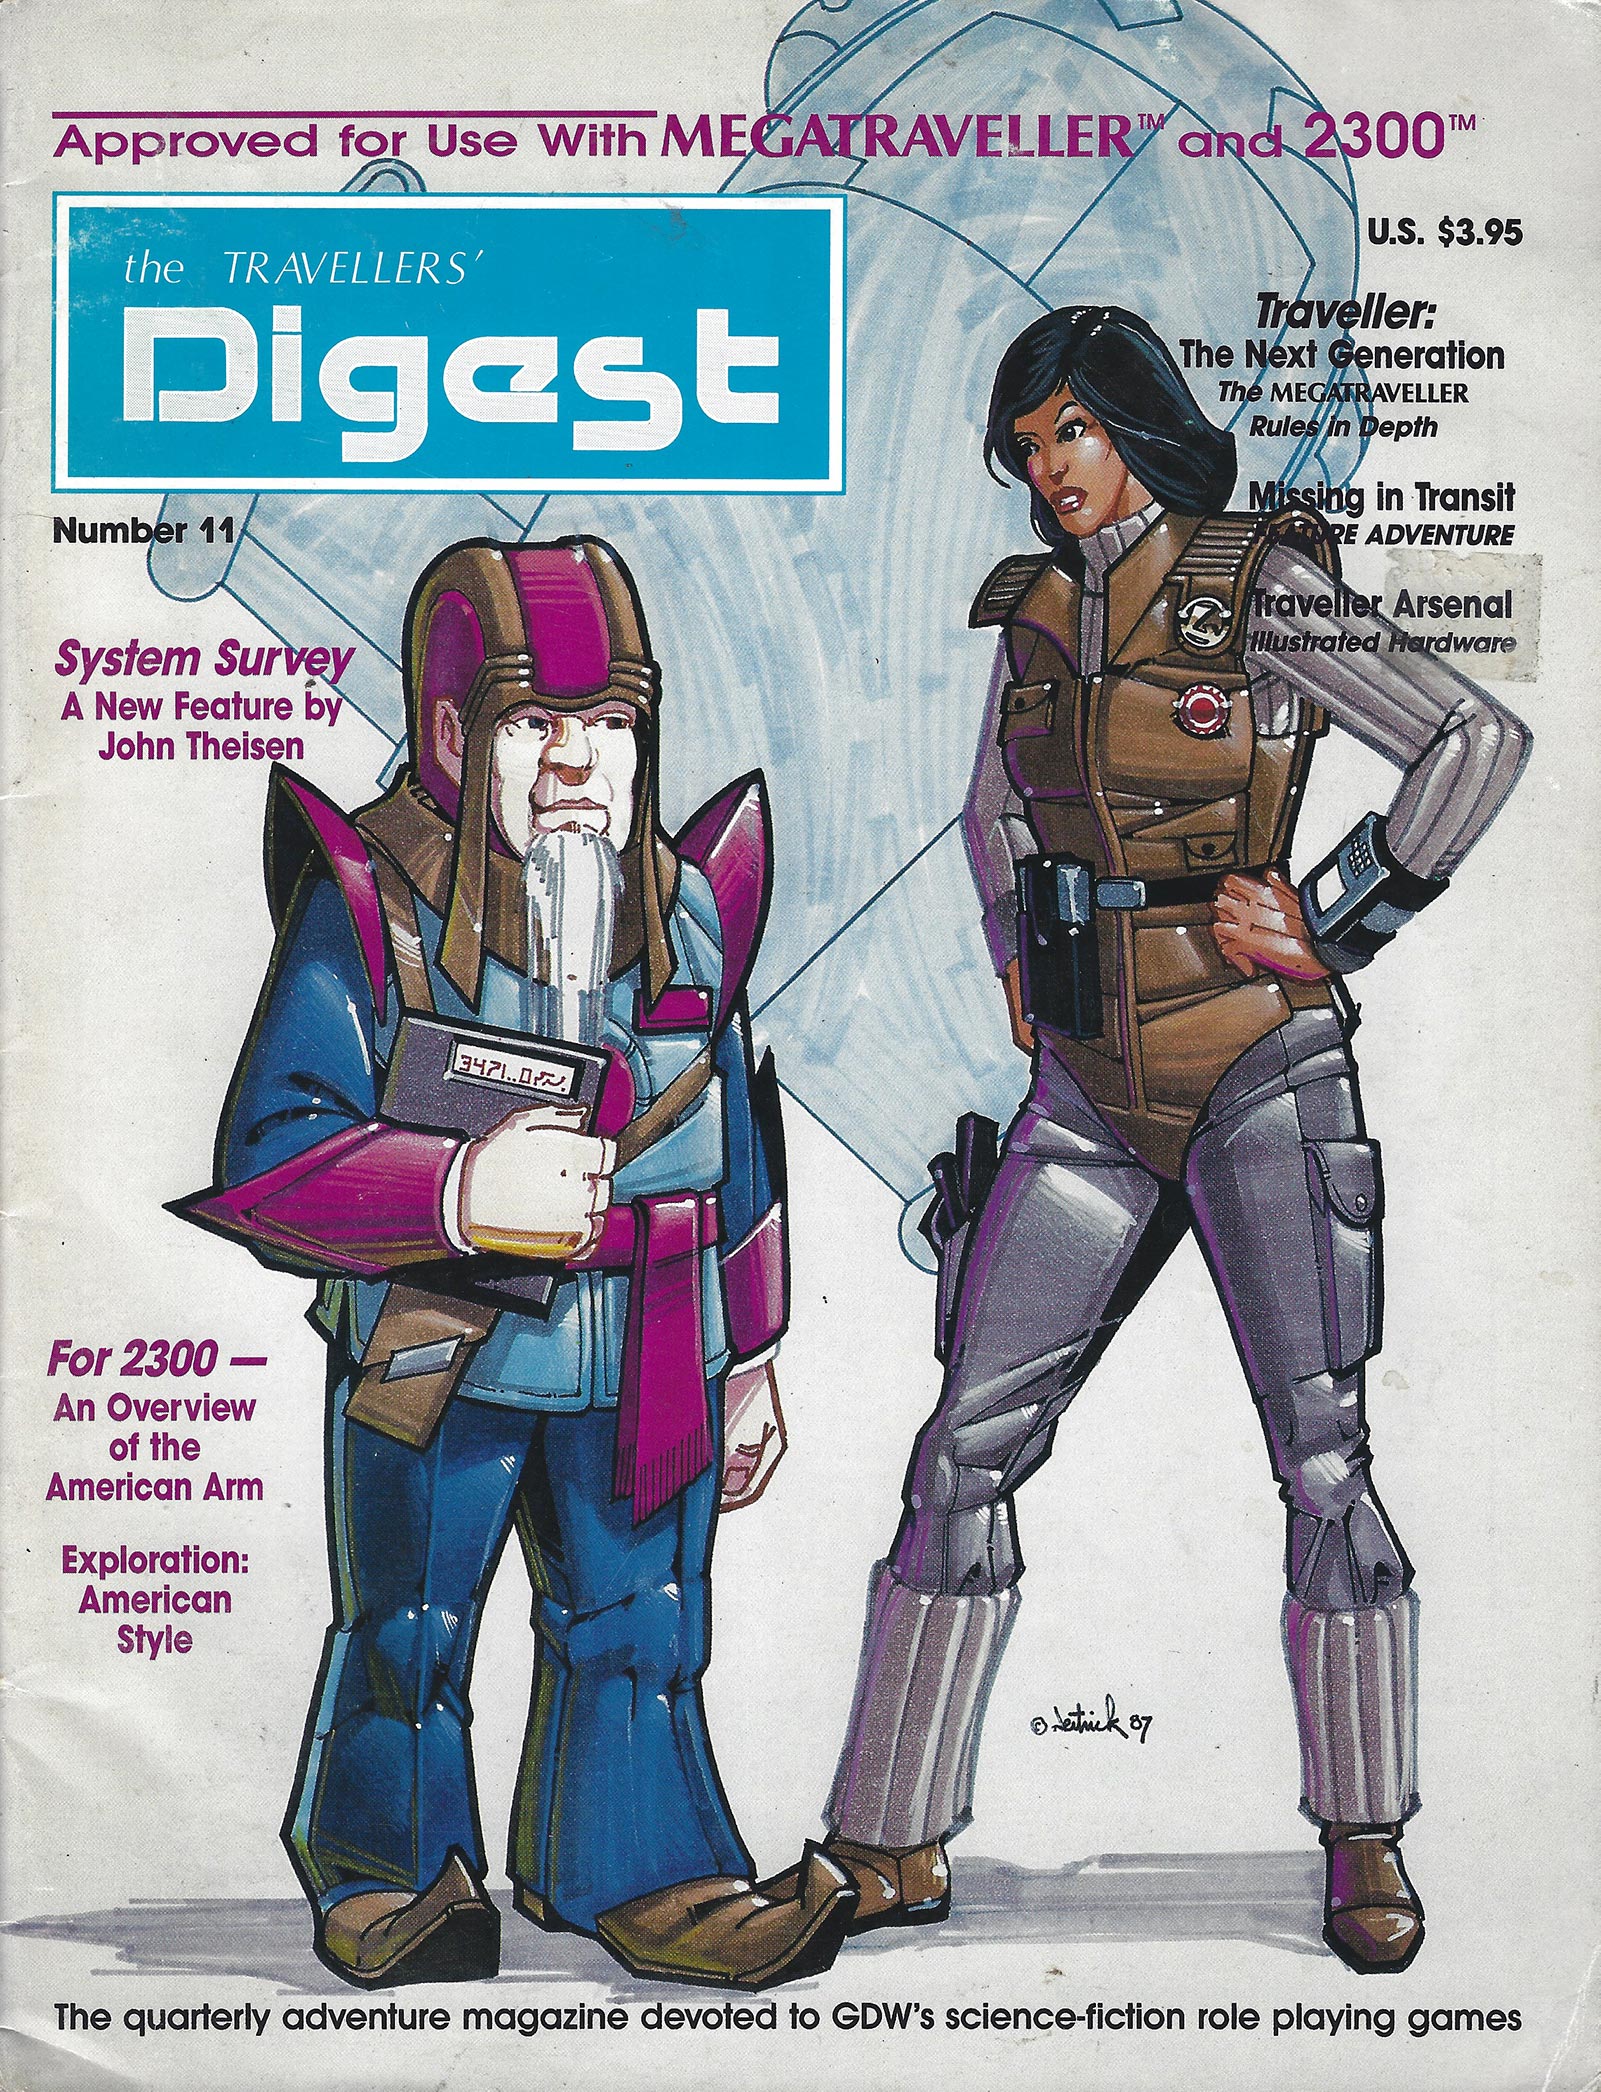 Approved for Use With MEGATRAVELLER™ and 2300™
the TRAVELLERS'
Digest
Number 11
U.S. $3.95
Traveller:
The Next Generation
The MEGATRAVELLER
Rules in Depth
Missing in Transit
FEATURE ADVENTURE
Traveller Arsenal
Illustrated Hardware
System Survey
A New Feature by
John Theisen
For 2300 —
An Overview
of the
American Arm
Exploration:
American
Style
© Deitrick 87
The quarterly adventure magazine devoted to GDW's science-fiction role playing games